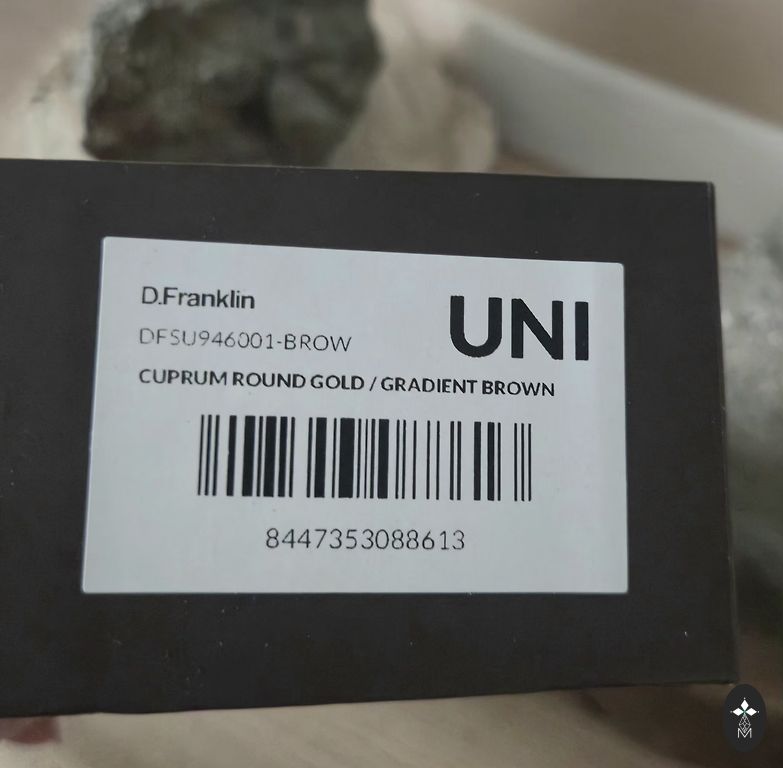 D.Franklin
UNI
DFSU946001-BROW
CUPRUM ROUND GOLD / GRADIENT BROWN
8447353088613
M